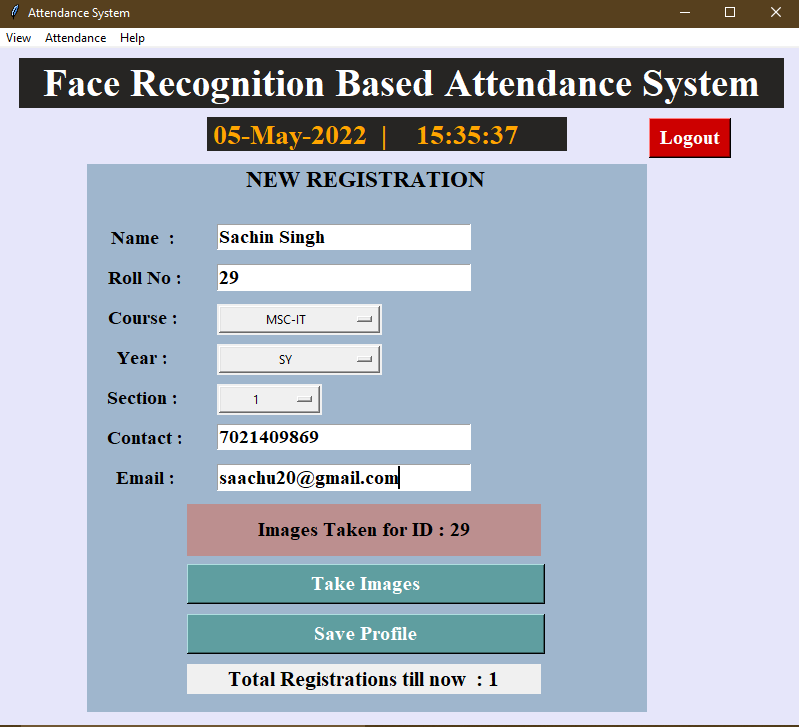 Attendance System
View Attendance Help
Face Recognition Based Attendance System
05-May-2022 | 15:35:37
Logout
NEW REGISTRATION
Name : Sachin Singh
Roll No : 29
Course : MSC-IT
Year : SY
Section : 1
Contact : 7021409869
Email : saachu20@gmail.com
Images Taken for ID : 29
Take Images
Save Profile
Total Registrations till now : 1